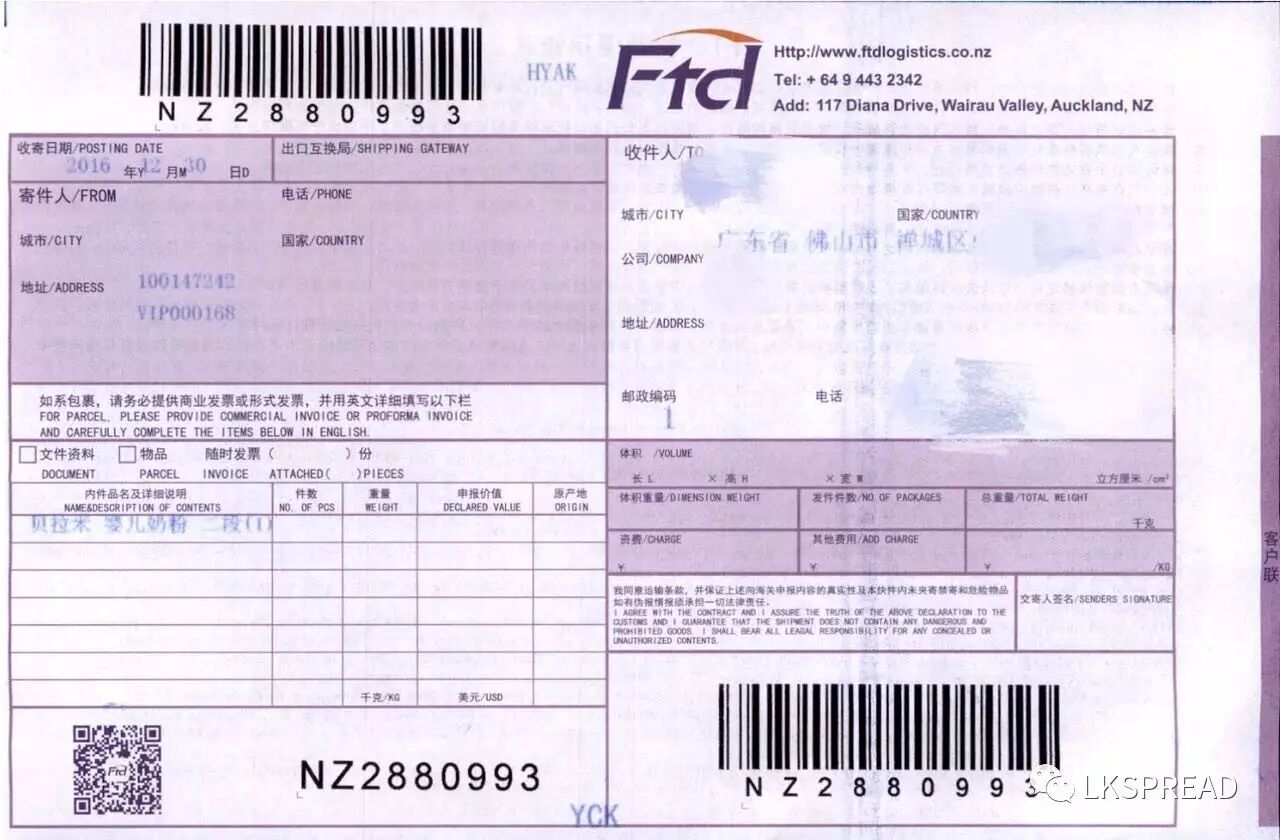 HYAK
Ftd
Http://www.ftdlogistics.co.nz
Tel: + 64 9 443 2342
Add: 117 Diana Drive, Wairau Valley, Auckland, NZ
NZ2880993
收寄日期/POSTING DATE
2016 年Y 12 月M 30 日D
出口互换局/SHIPPING GATEWAY
寄件人/FROM
电话/PHONE
城市/CITY
国家/COUNTRY
地址/ADDRESS
100147342
VIP000168
收件人/TO
城市/CITY
国家/COUNTRY
广东省 佛山市 禅城区
公司/COMPANY
地址/ADDRESS
邮政编码
电话
1
如系包裹，请务必提供商业发票或形式发票，并用英文详细填写以下栏
FOR PARCEL, PLEASE PROVIDE COMMERCIAL INVOICE OR PROFORMA INVOICE
AND CAREFULLY COMPLETE THE ITEMS BELOW IN ENGLISH.
文件资料 物品 随时发票（ ）份
DOCUMENT PARCEL INVOICE ATTACHED( )PIECES
内件品名及详细说明 件数 重量 申报价值 原产地
NAME&DESCRIPTION OF CONTENTS NO. OF PCS WEIGHT DECLARED VALUE ORIGIN
贝拉米 婴儿奶粉 二段(1)
千克/KG 美元/USD
体积 /VOLUME
长 L × 高 H × 宽 W 立方厘米 /cm³
体积重量/DIMENSION WEIGHT 发件件数/NO OF PACKAGES 总重量/TOTAL WEIGHT
千克
资费/CHARGE 其他费用/ADD CHARGE
¥ ¥ ¥ /KG
我同意运输条款，并保证上述向海关申报内容的真实性及本快件内未夹寄禁寄和危险物品
如有伪报情报须承担一切法律责任。
I AGREE WITH THE CONTRACT AND I ASSURE THE TRUTH OF THE ABOVE DECLARATION TO THE
CUSTOMS AND I GUARANTEE THAT THE SHIPMENT DOES NOT CONTAIN ANY DANGEROUS AND
PROHIBITED GOODS. I SHALL BEAR ALL LEAGAL RESPONSIBILITY FOR ANY CONCEALED OR
UNAUTHORIZED CONTENTS.
交寄人签名/SENDERS SIGNATURE
客户联
Ftd
NZ2880993
YCK
NZ2880993
LKSPREAD